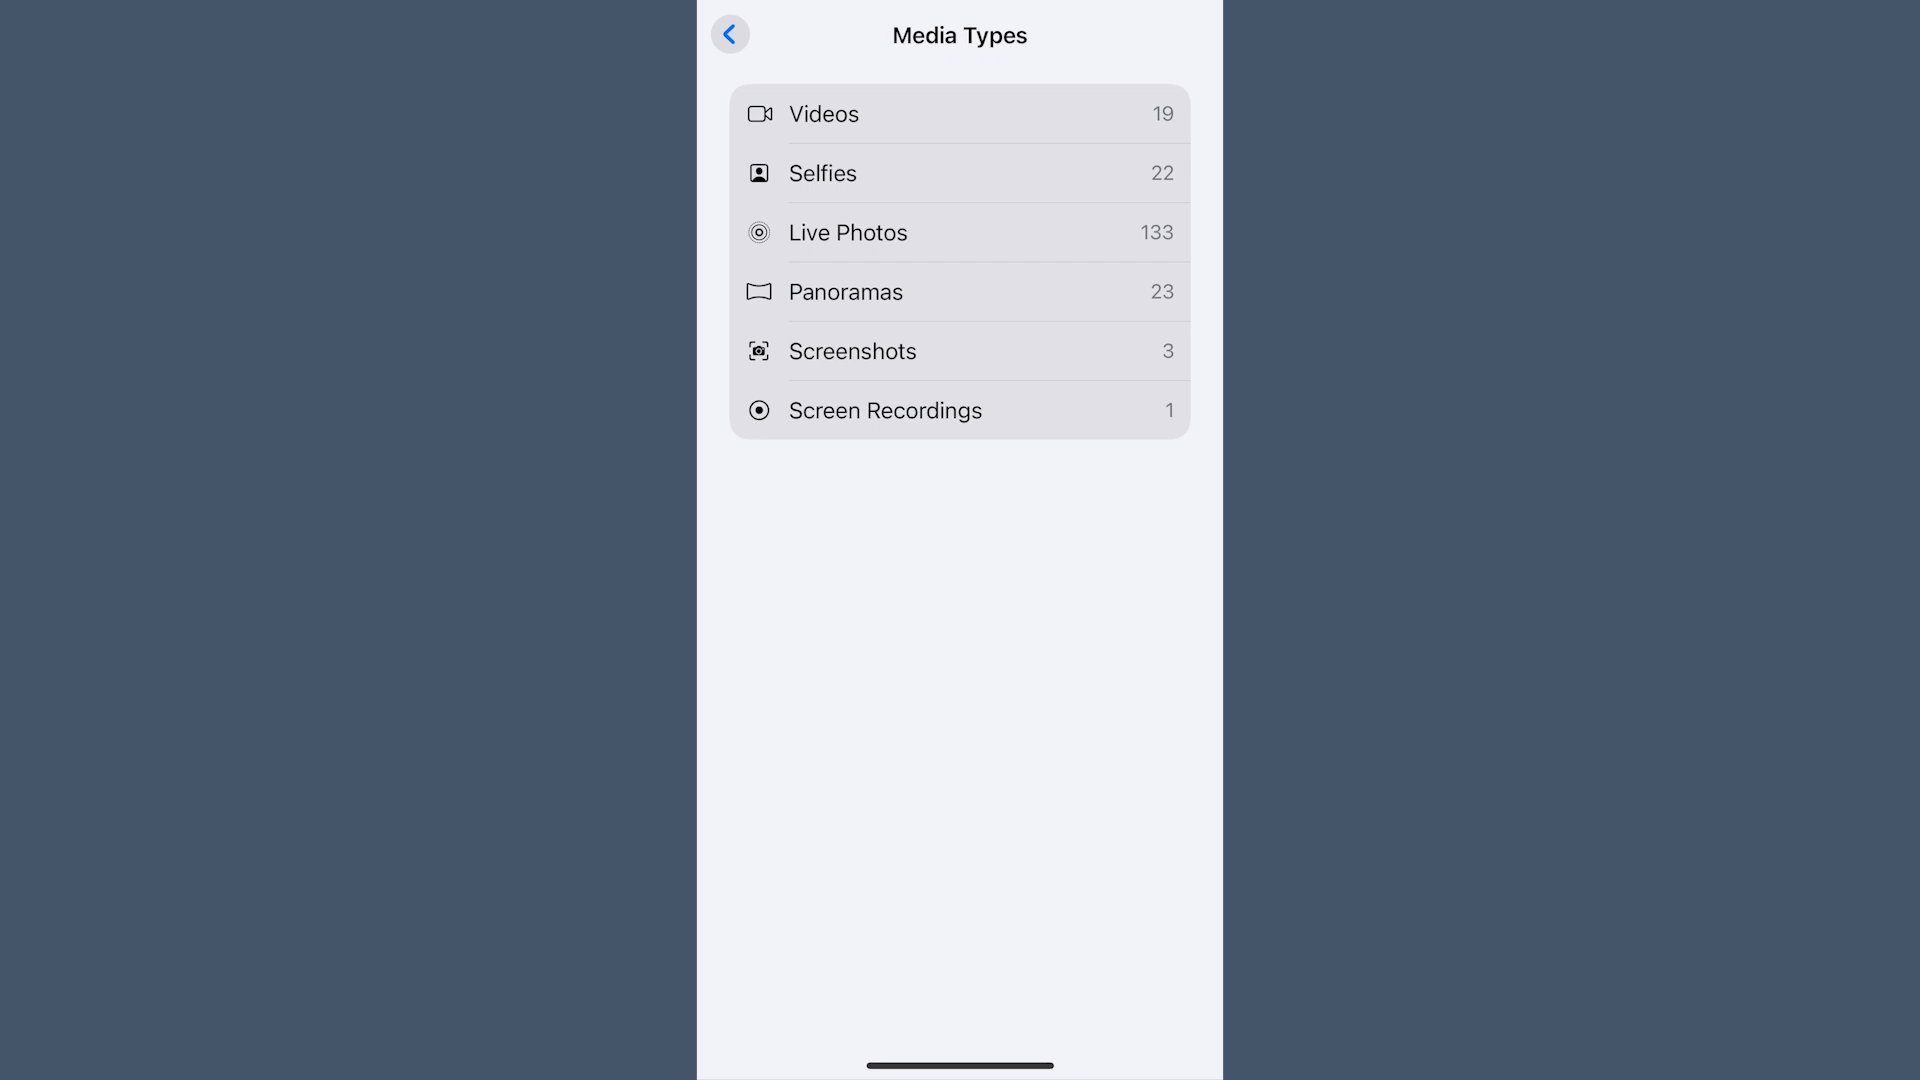 Media Types
Videos 19
Selfies 22
Live Photos 133
Panoramas 23
Screenshots 3
Screen Recordings 1